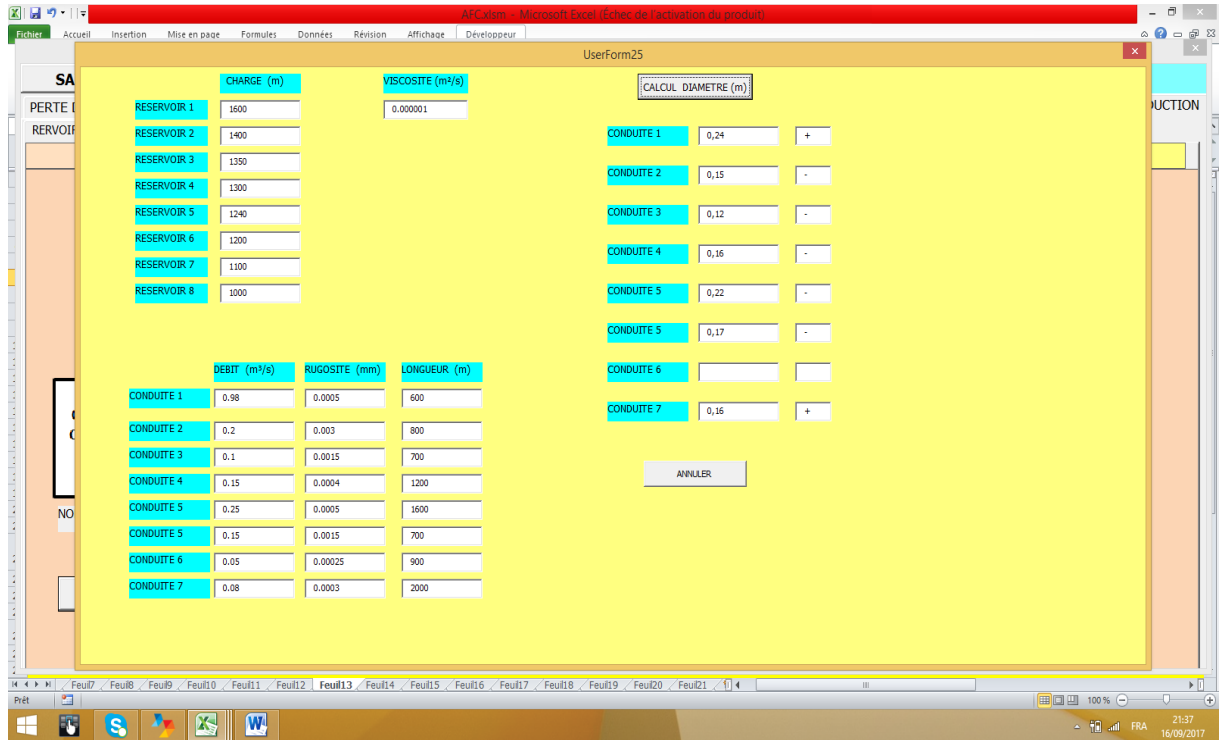 AFC.xlsm - Microsoft Excel (Échec de l'activation du produit)
Fichier Accueil Insertion Mise en page Formules Données Révision Affichage Développeur
UserForm25
SA
PERTE
RERVOIR
UCTION
NO
CHARGE (m) VISCOSITE (m²/s) CALCUL DIAMETRE (m)
RESERVOIR 1 1600 0.000001
RESERVOIR 2 1400
RESERVOIR 3 1350
RESERVOIR 4 1300
RESERVOIR 5 1240
RESERVOIR 6 1200
RESERVOIR 7 1100
RESERVOIR 8 1000
CONDUITE 1 0,24 +
CONDUITE 2 0,15 -
CONDUITE 3 0,12 -
CONDUITE 4 0,16 -
CONDUITE 5 0,22 -
CONDUITE 5 0,17 -
CONDUITE 6
CONDUITE 7 0,16 +
ANNULER
DEBIT (m³/s) RUGOSITE (mm) LONGUEUR (m)
CONDUITE 1 0.98 0.0005 600
CONDUITE 2 0.2 0.003 800
CONDUITE 3 0.1 0.0015 700
CONDUITE 4 0.15 0.0004 1200
CONDUITE 5 0.25 0.0005 1600
CONDUITE 5 0.15 0.0015 700
CONDUITE 6 0.05 0.00025 900
CONDUITE 7 0.08 0.0003 2000
Feuil7 Feuil8 Feuil9 Feuil10 Feuil11 Feuil12 Feuil13 Feuil14 Feuil15 Feuil16 Feuil17 Feuil18 Feuil19 Feuil20 Feuil21
Prêt 100 %
FRA 21:37
16/09/2017